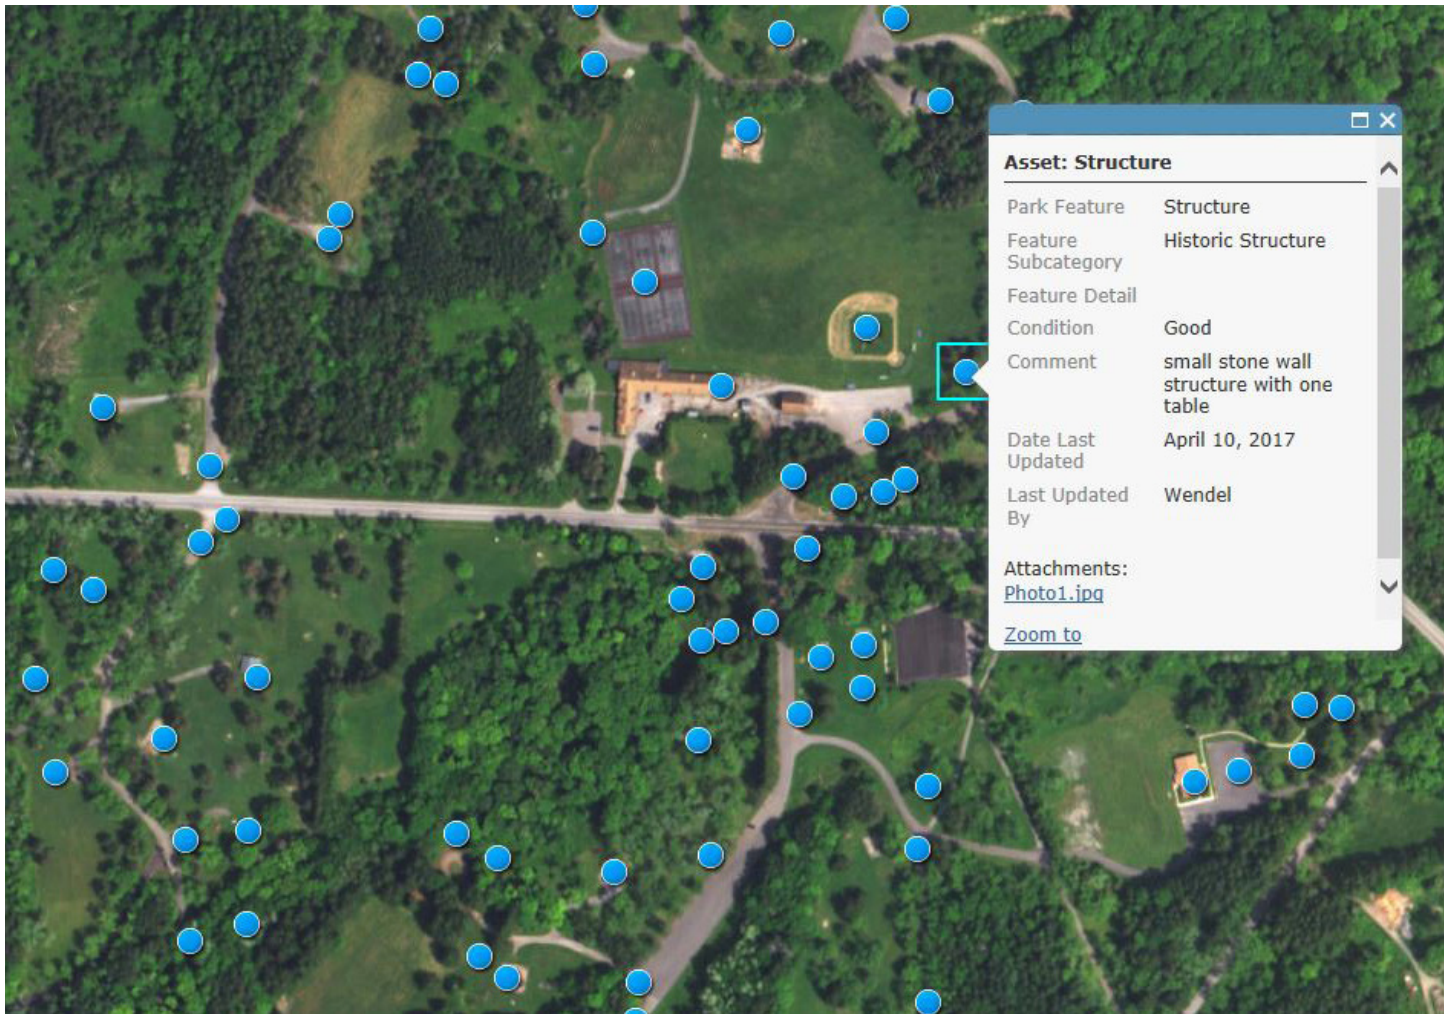 Asset: Structure
Park Feature Structure
Feature Subcategory Historic Structure
Feature Detail
Condition Good
Comment small stone wall
structure with one
table
Date Last Updated April 10, 2017
Last Updated By Wendel
Attachments:
Photo1.jpg
Zoom to